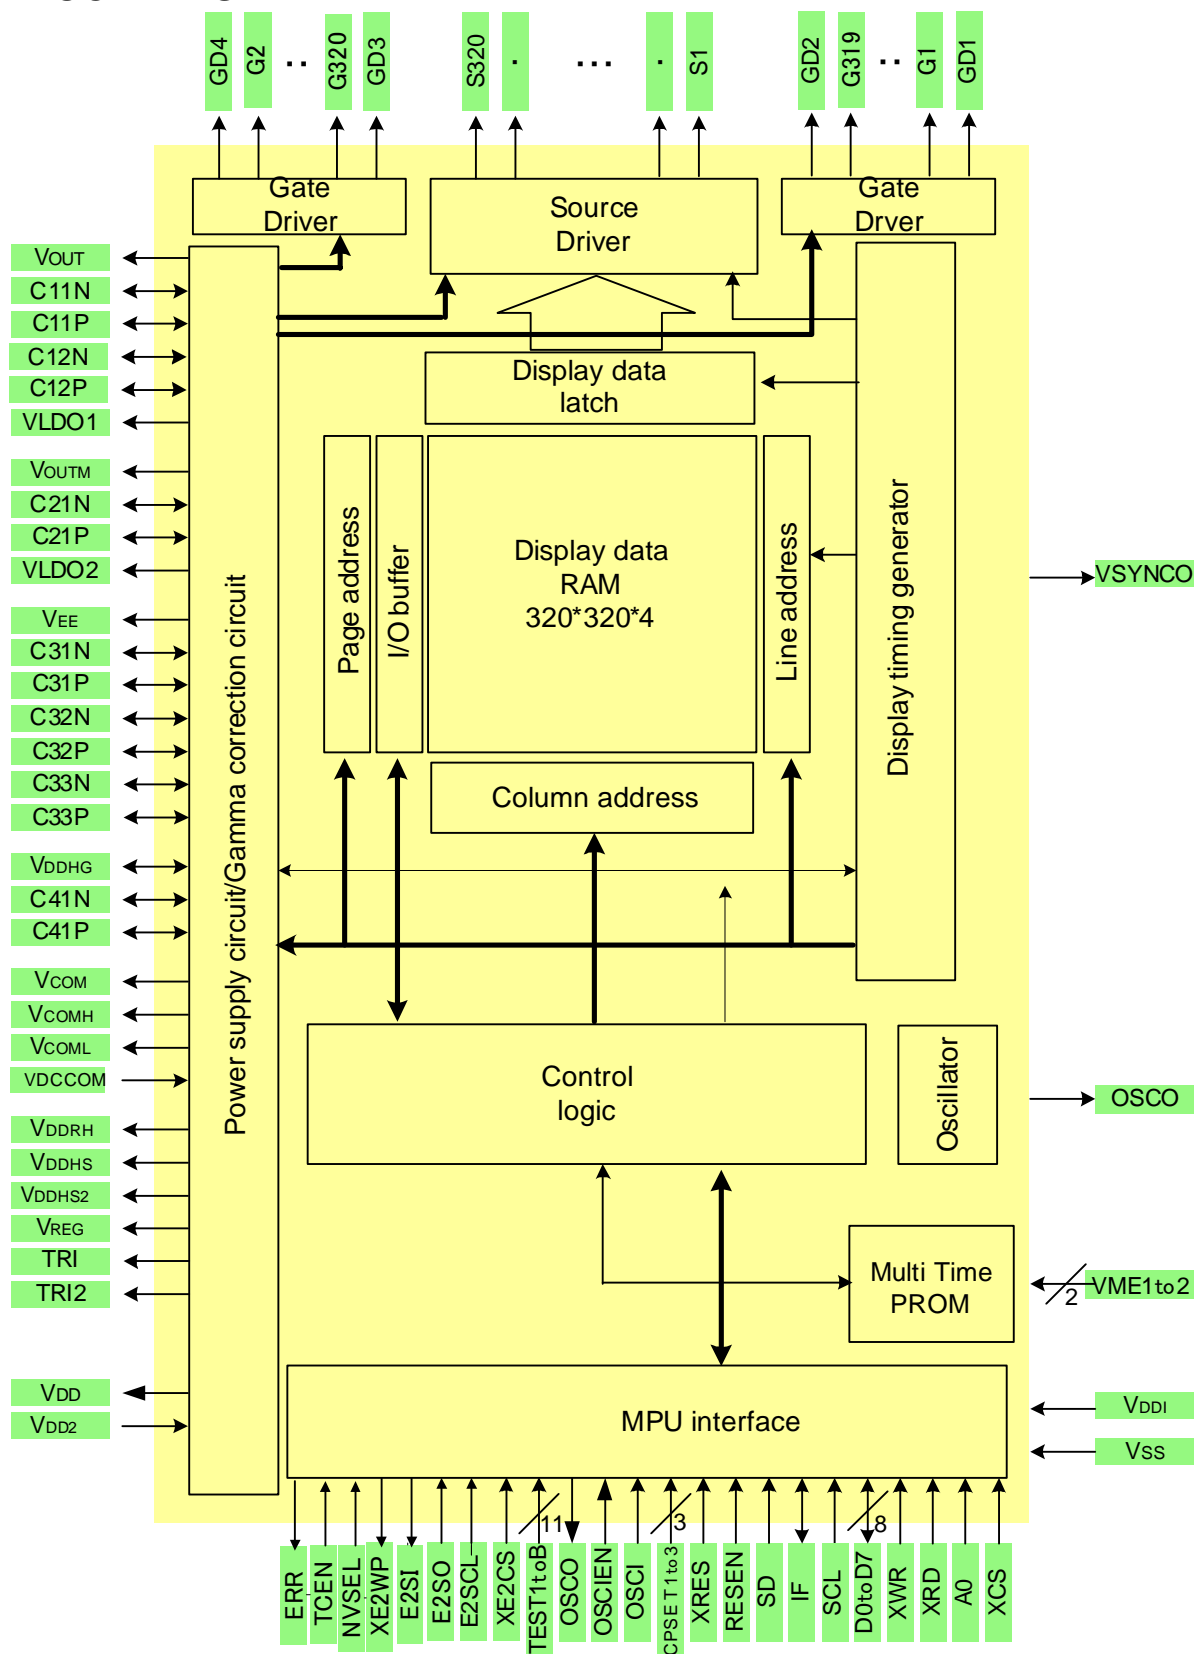 GD4
G2
··
G320
GD3
S320
·
···
·
S1
GD2
G319
··
G1
GD1
Gate
Driver
Source
Driver
Gate
Drver
VOUT
C11N
C11P
C12N
C12P
VLDO1
VOUTM
C21N
C21P
VLDO2
VEE
C31N
C31P
C32N
C32P
C33N
C33P
VDDHG
C41N
C41P
VCOM
VCOMH
VCOML
VDCCOM
VDDRH
VDDHS
VDDHS2
VREG
TRI
TRI2
VDD
VDD2
Power supply circuit/Gamma correction circuit
Display data
latch
Page address
I/O buffer
Display data
RAM
320*320*4
Line address
Display timing generator
Column address
Control
logic
Oscillator
Multi Time
PROM
MPU interface
VSYNCO
OSCO
VME1to2
2
VDDI
VSS
11
3
8
ERR
TCEN
NVSEL
XE2WP
E2SI
E2SO
E2SCL
XE2CS
TEST1toB
OSCO
OSCIEN
OSCI
CPSET1to3
XRES
RESEN
SD
IF
SCL
D0toD7
XWR
XRD
A0
XCS